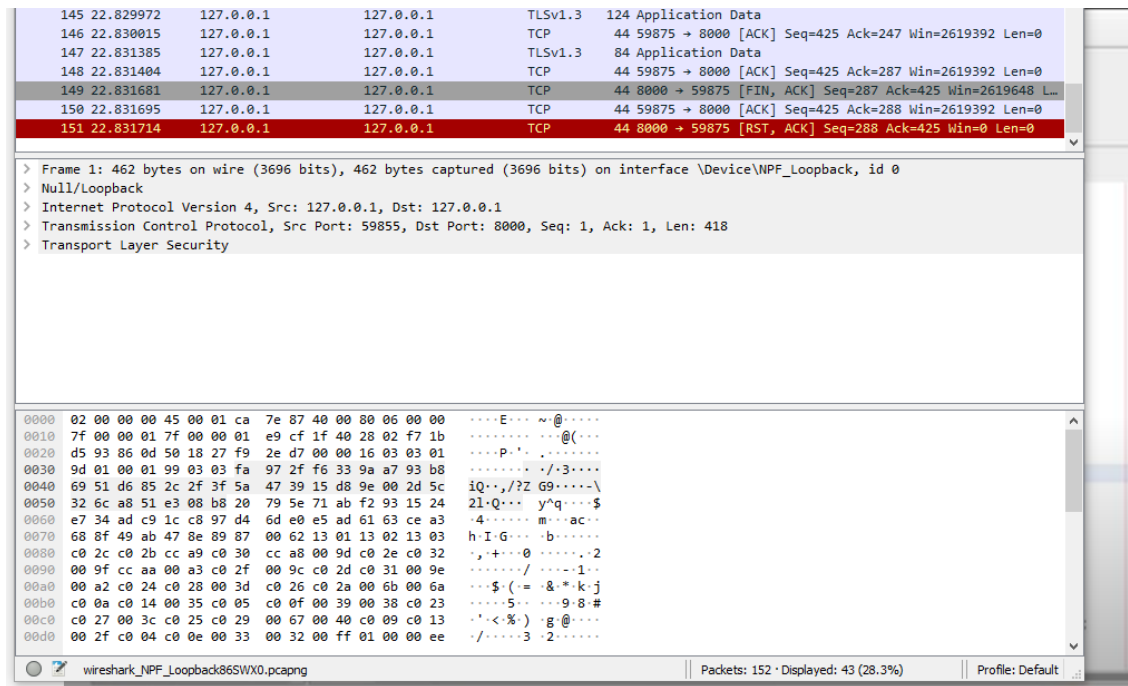 145 22.829972 127.0.0.1 127.0.0.1 TLSv1.3 124 Application Data
146 22.830015 127.0.0.1 127.0.0.1 TCP 44 59875 → 8000 [ACK] Seq=425 Ack=247 Win=2619392 Len=0
147 22.831385 127.0.0.1 127.0.0.1 TLSv1.3 84 Application Data
148 22.831404 127.0.0.1 127.0.0.1 TCP 44 59875 → 8000 [ACK] Seq=425 Ack=287 Win=2619392 Len=0
149 22.831681 127.0.0.1 127.0.0.1 TCP 44 8000 → 59875 [FIN, ACK] Seq=287 Ack=425 Win=2619648 L…
150 22.831695 127.0.0.1 127.0.0.1 TCP 44 59875 → 8000 [ACK] Seq=425 Ack=288 Win=2619392 Len=0
151 22.831714 127.0.0.1 127.0.0.1 TCP 44 8000 → 59875 [RST, ACK] Seq=288 Ack=425 Win=0 Len=0
> Frame 1: 462 bytes on wire (3696 bits), 462 bytes captured (3696 bits) on interface \Device\NPF_Loopback, id 0
> Null/Loopback
> Internet Protocol Version 4, Src: 127.0.0.1, Dst: 127.0.0.1
> Transmission Control Protocol, Src Port: 59855, Dst Port: 8000, Seq: 1, Ack: 1, Len: 418
> Transport Layer Security
0000 02 00 00 00 45 00 01 ca 7e 87 40 00 80 06 00 00 ····E··· ~·@·····
0010 7f 00 00 01 7f 00 00 01 e9 cf 1f 40 28 02 f7 1b ········ ···@(···
0020 d5 93 86 0d 50 18 27 f9 2e d7 00 00 16 03 03 01 ····P·'· .·······
0030 9d 01 00 01 99 03 03 fa 97 2f f6 33 9a a7 93 b8 ········ ·/·3····
0040 69 51 d6 85 2c 2f 3f 5a 47 39 15 d8 9e 00 2d 5c iQ··,/?Z G9····-\
0050 32 6c a8 51 e3 08 b8 20 79 5e 71 ab f2 93 15 24 2l·Q··· y^q····$
0060 e7 34 ad c9 1c c8 97 d4 6d e0 e5 ad 61 63 ce a3 ·4······ m···ac··
0070 68 8f 49 ab 47 8e 89 87 00 62 13 01 13 02 13 03 h·I·G··· ·b······
0080 c0 2c c0 2b cc a9 c0 30 cc a8 00 9d c0 2e c0 32 ·,·+···0 ·····.·2
0090 00 9f cc aa 00 a3 c0 2f 00 9c c0 2d c0 31 00 9e ·······/ ···-·1··
00a0 00 a2 c0 24 c0 28 00 3d c0 26 c0 2a 00 6b 00 6a ···$·(·= ·&·*·k·j
00b0 c0 0a c0 14 00 35 c0 05 c0 0f 00 39 00 38 c0 23 ·····5·· ···9·8·#
00c0 c0 27 00 3c c0 25 c0 29 00 67 00 40 c0 09 c0 13 ·'·<·%·) ·g·@····
00d0 00 2f c0 04 c0 0e 00 33 00 32 00 ff 01 00 00 ee ·/·····3 ·2······
wireshark_NPF_Loopback86SWX0.pcapng Packets: 152 · Displayed: 43 (28.3%) Profile: Default